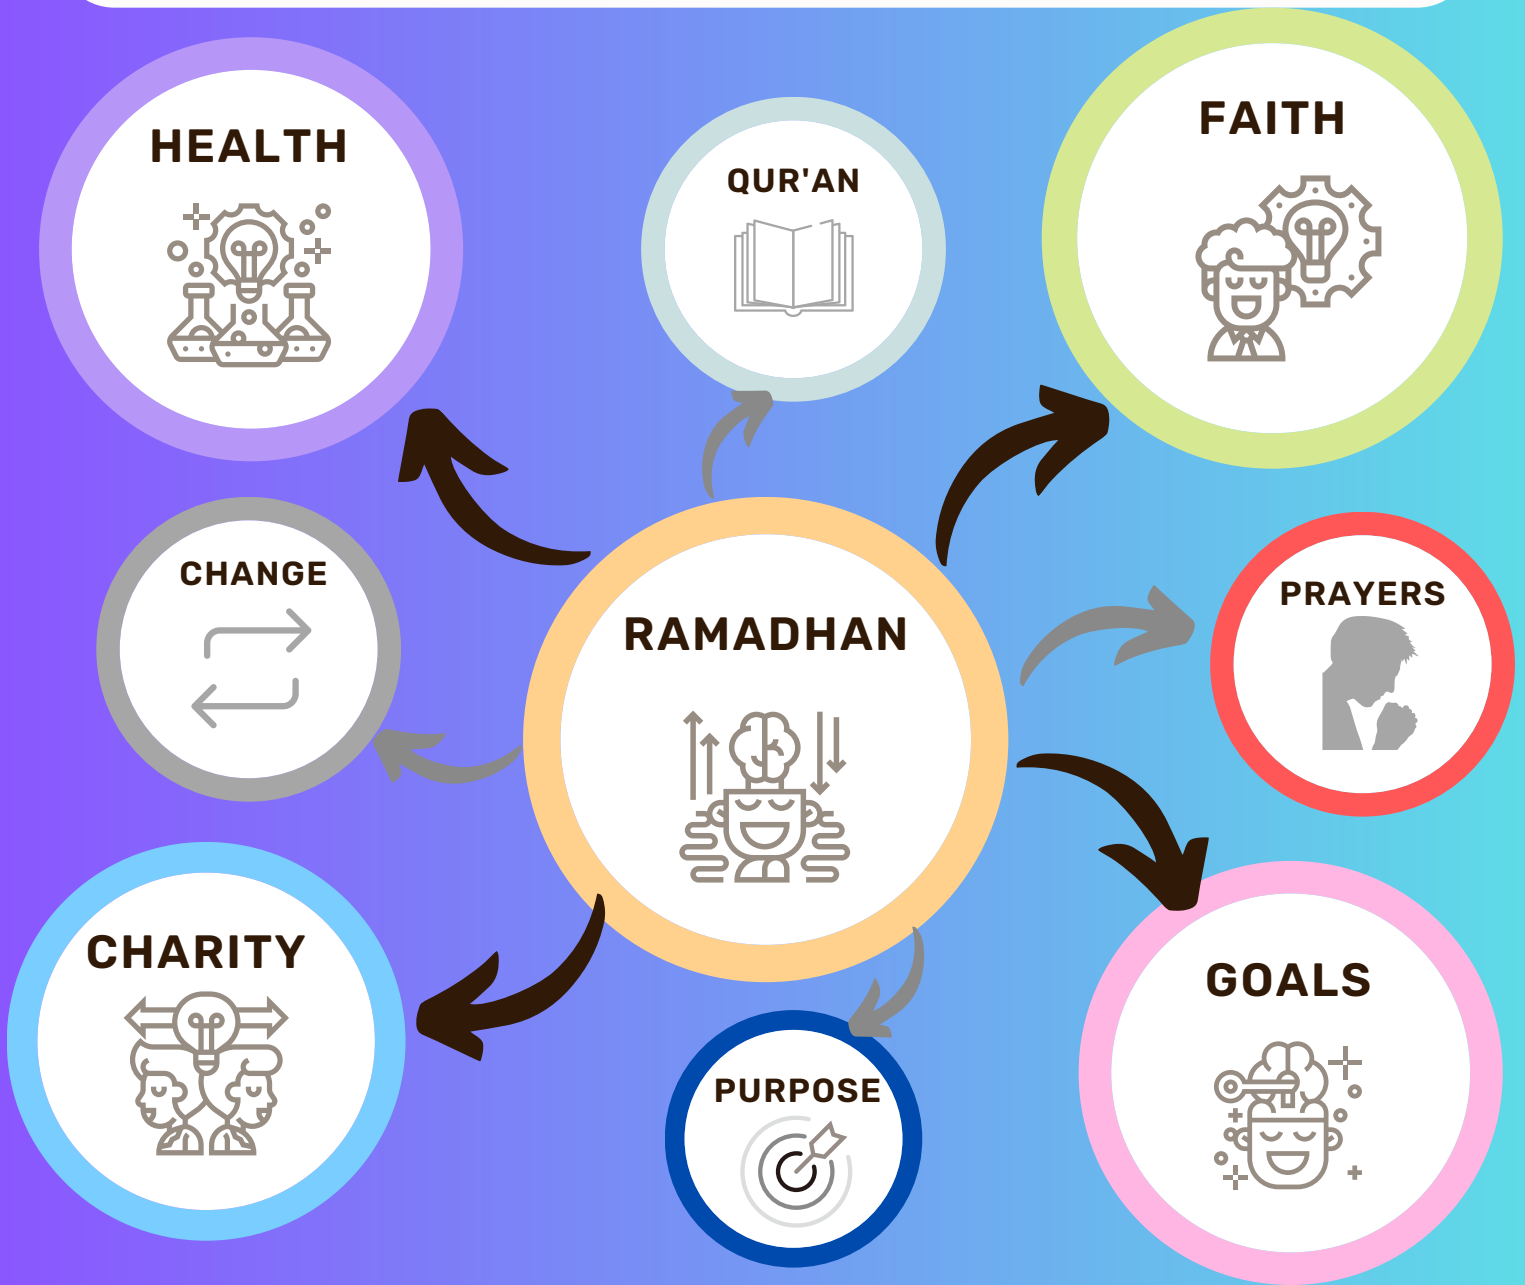 HEALTH
QUR'AN
FAITH
CHANGE
RAMADHAN
PRAYERS
CHARITY
PURPOSE
GOALS